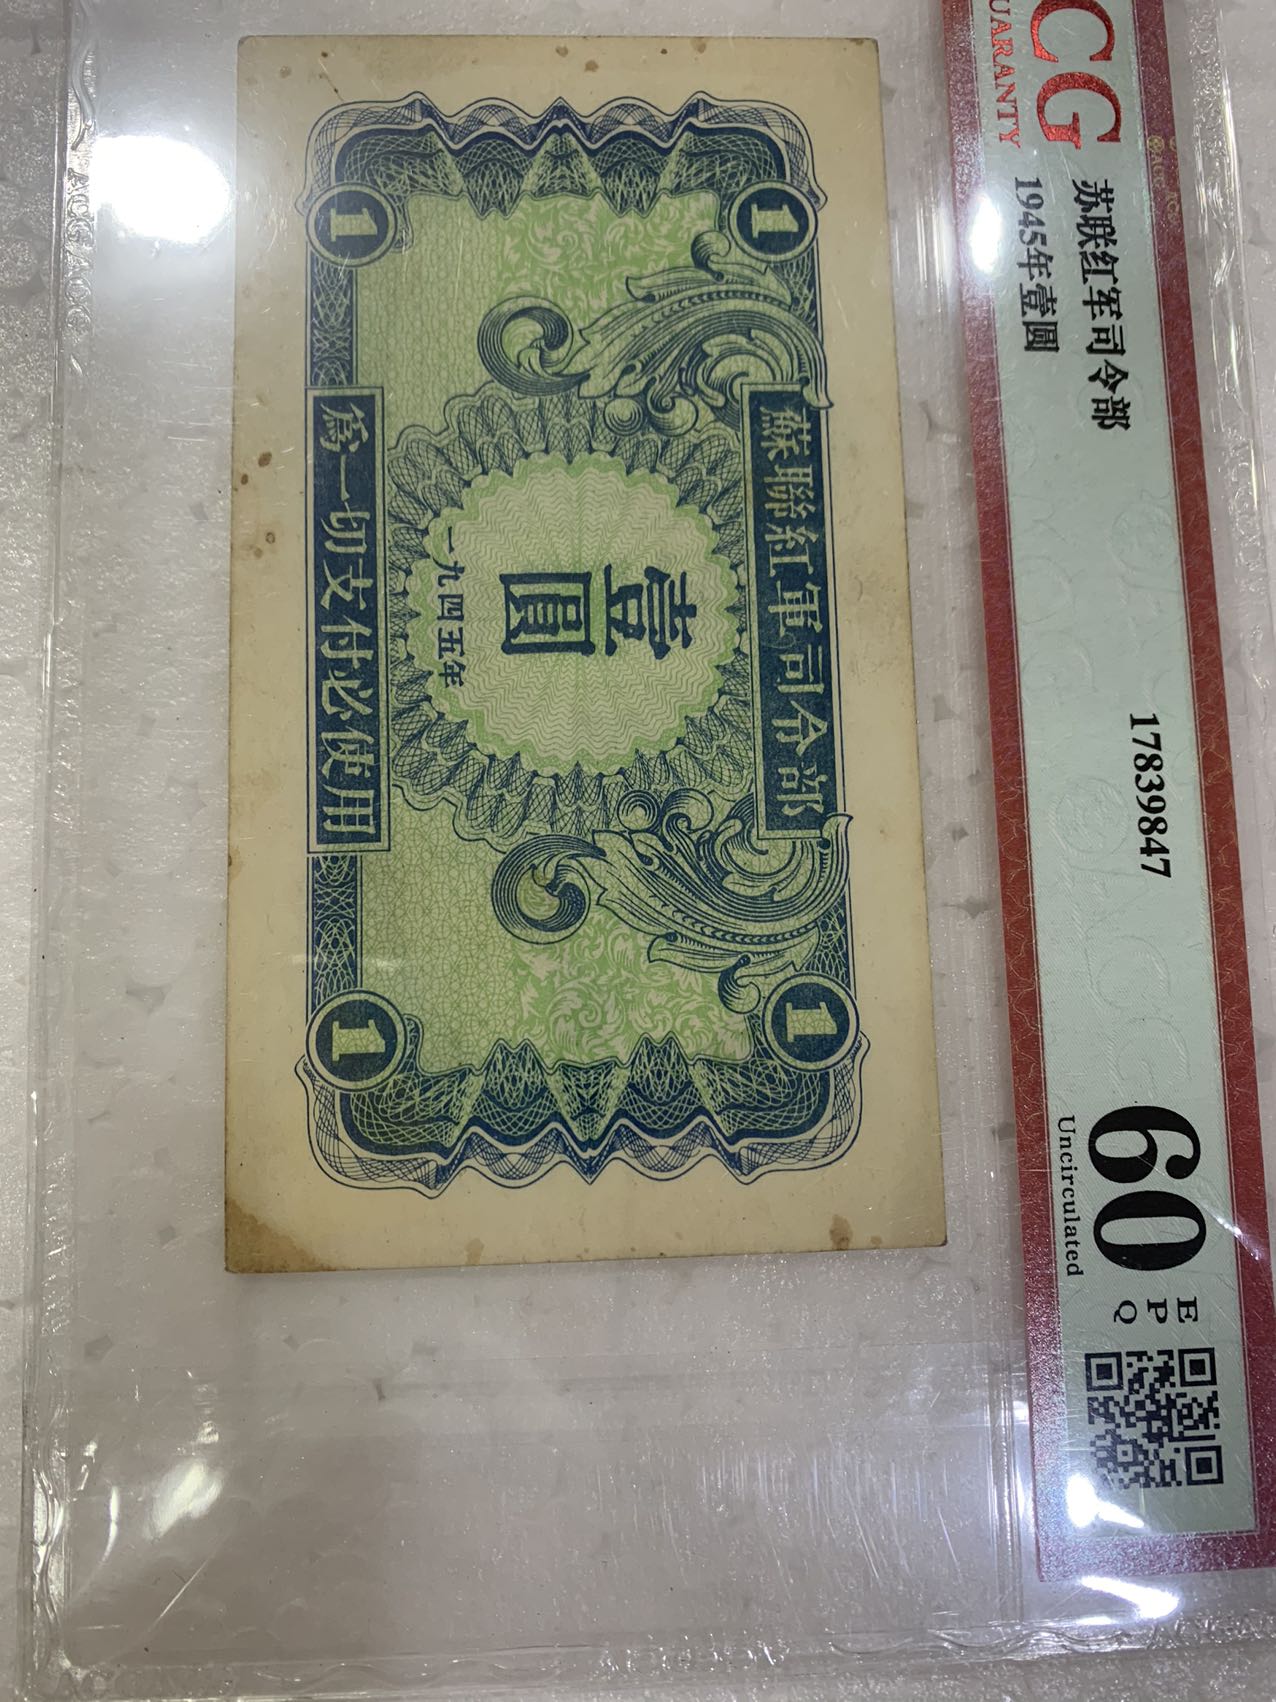 CG
UARANTY
苏联红军司令部
1945年壹圆
17839847
60
Uncirculated
E
P
Q
1
1
蘇聯紅軍司令部
壹
圓
一九四五年
爲一切支付必使用
1
1
ACG ACG